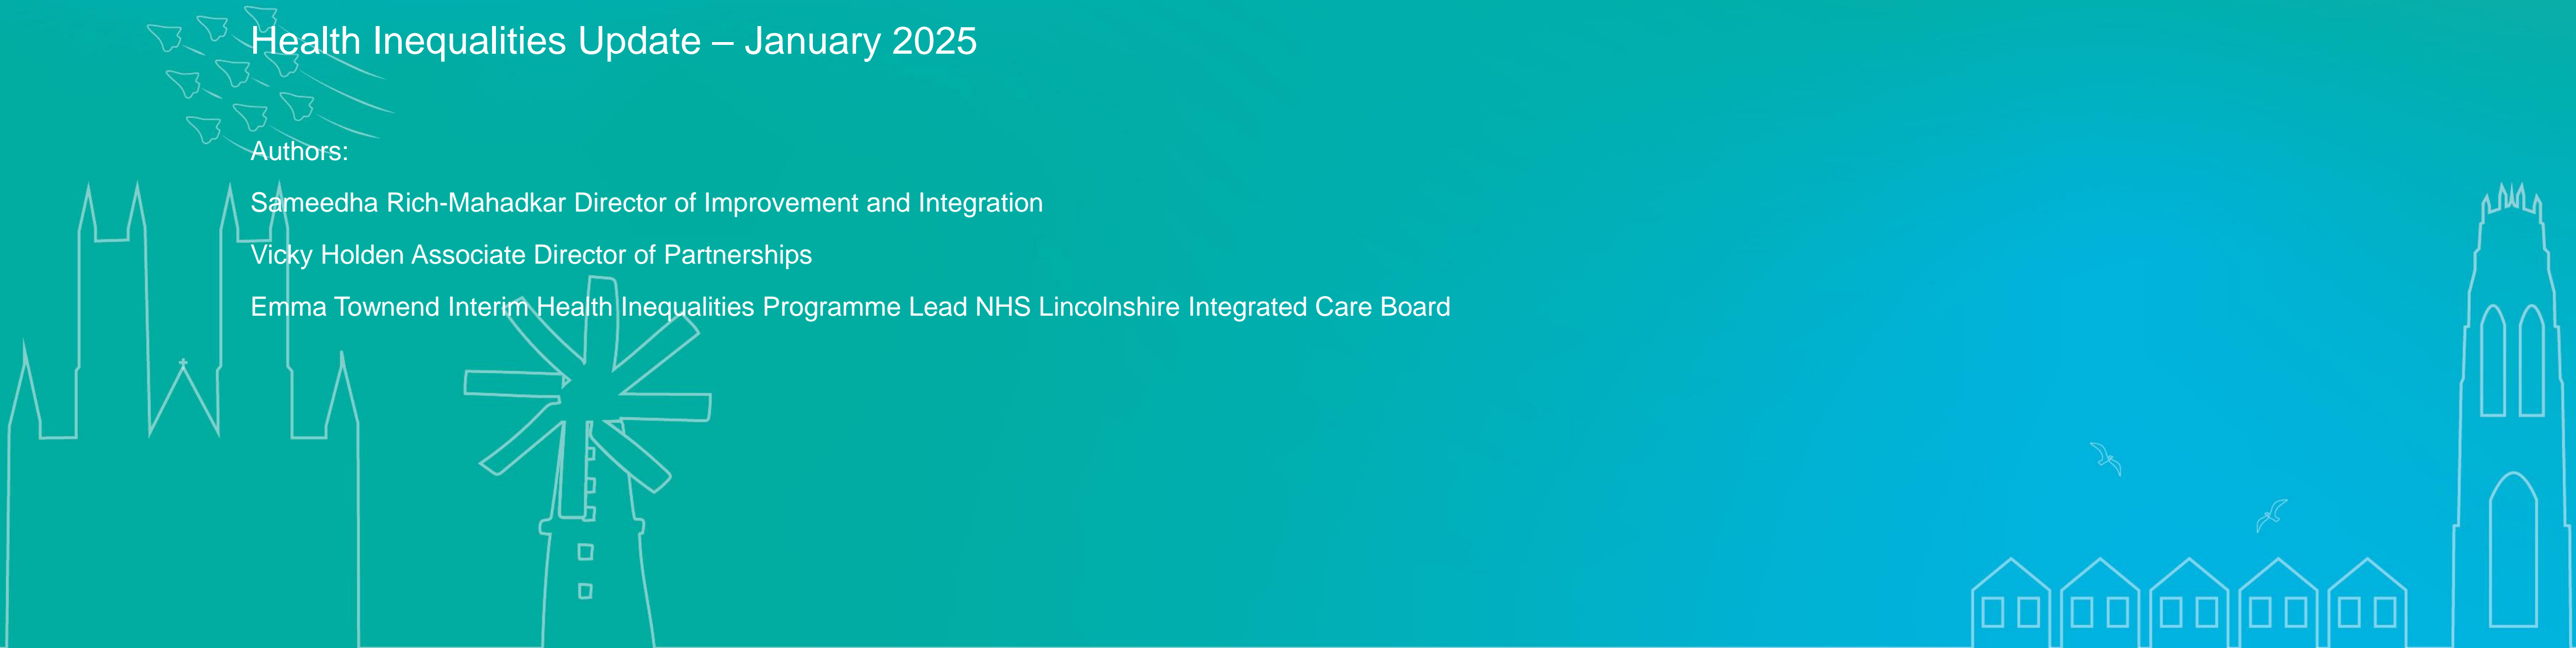 Health Inequalities Update – January 2025
Authors:
Sameedha Rich-Mahadkar Director of Improvement and Integration
Vicky Holden Associate Director of Partnerships
Emma Townend Interim Health Inequalities Programme Lead NHS Lincolnshire Integrated Care Board